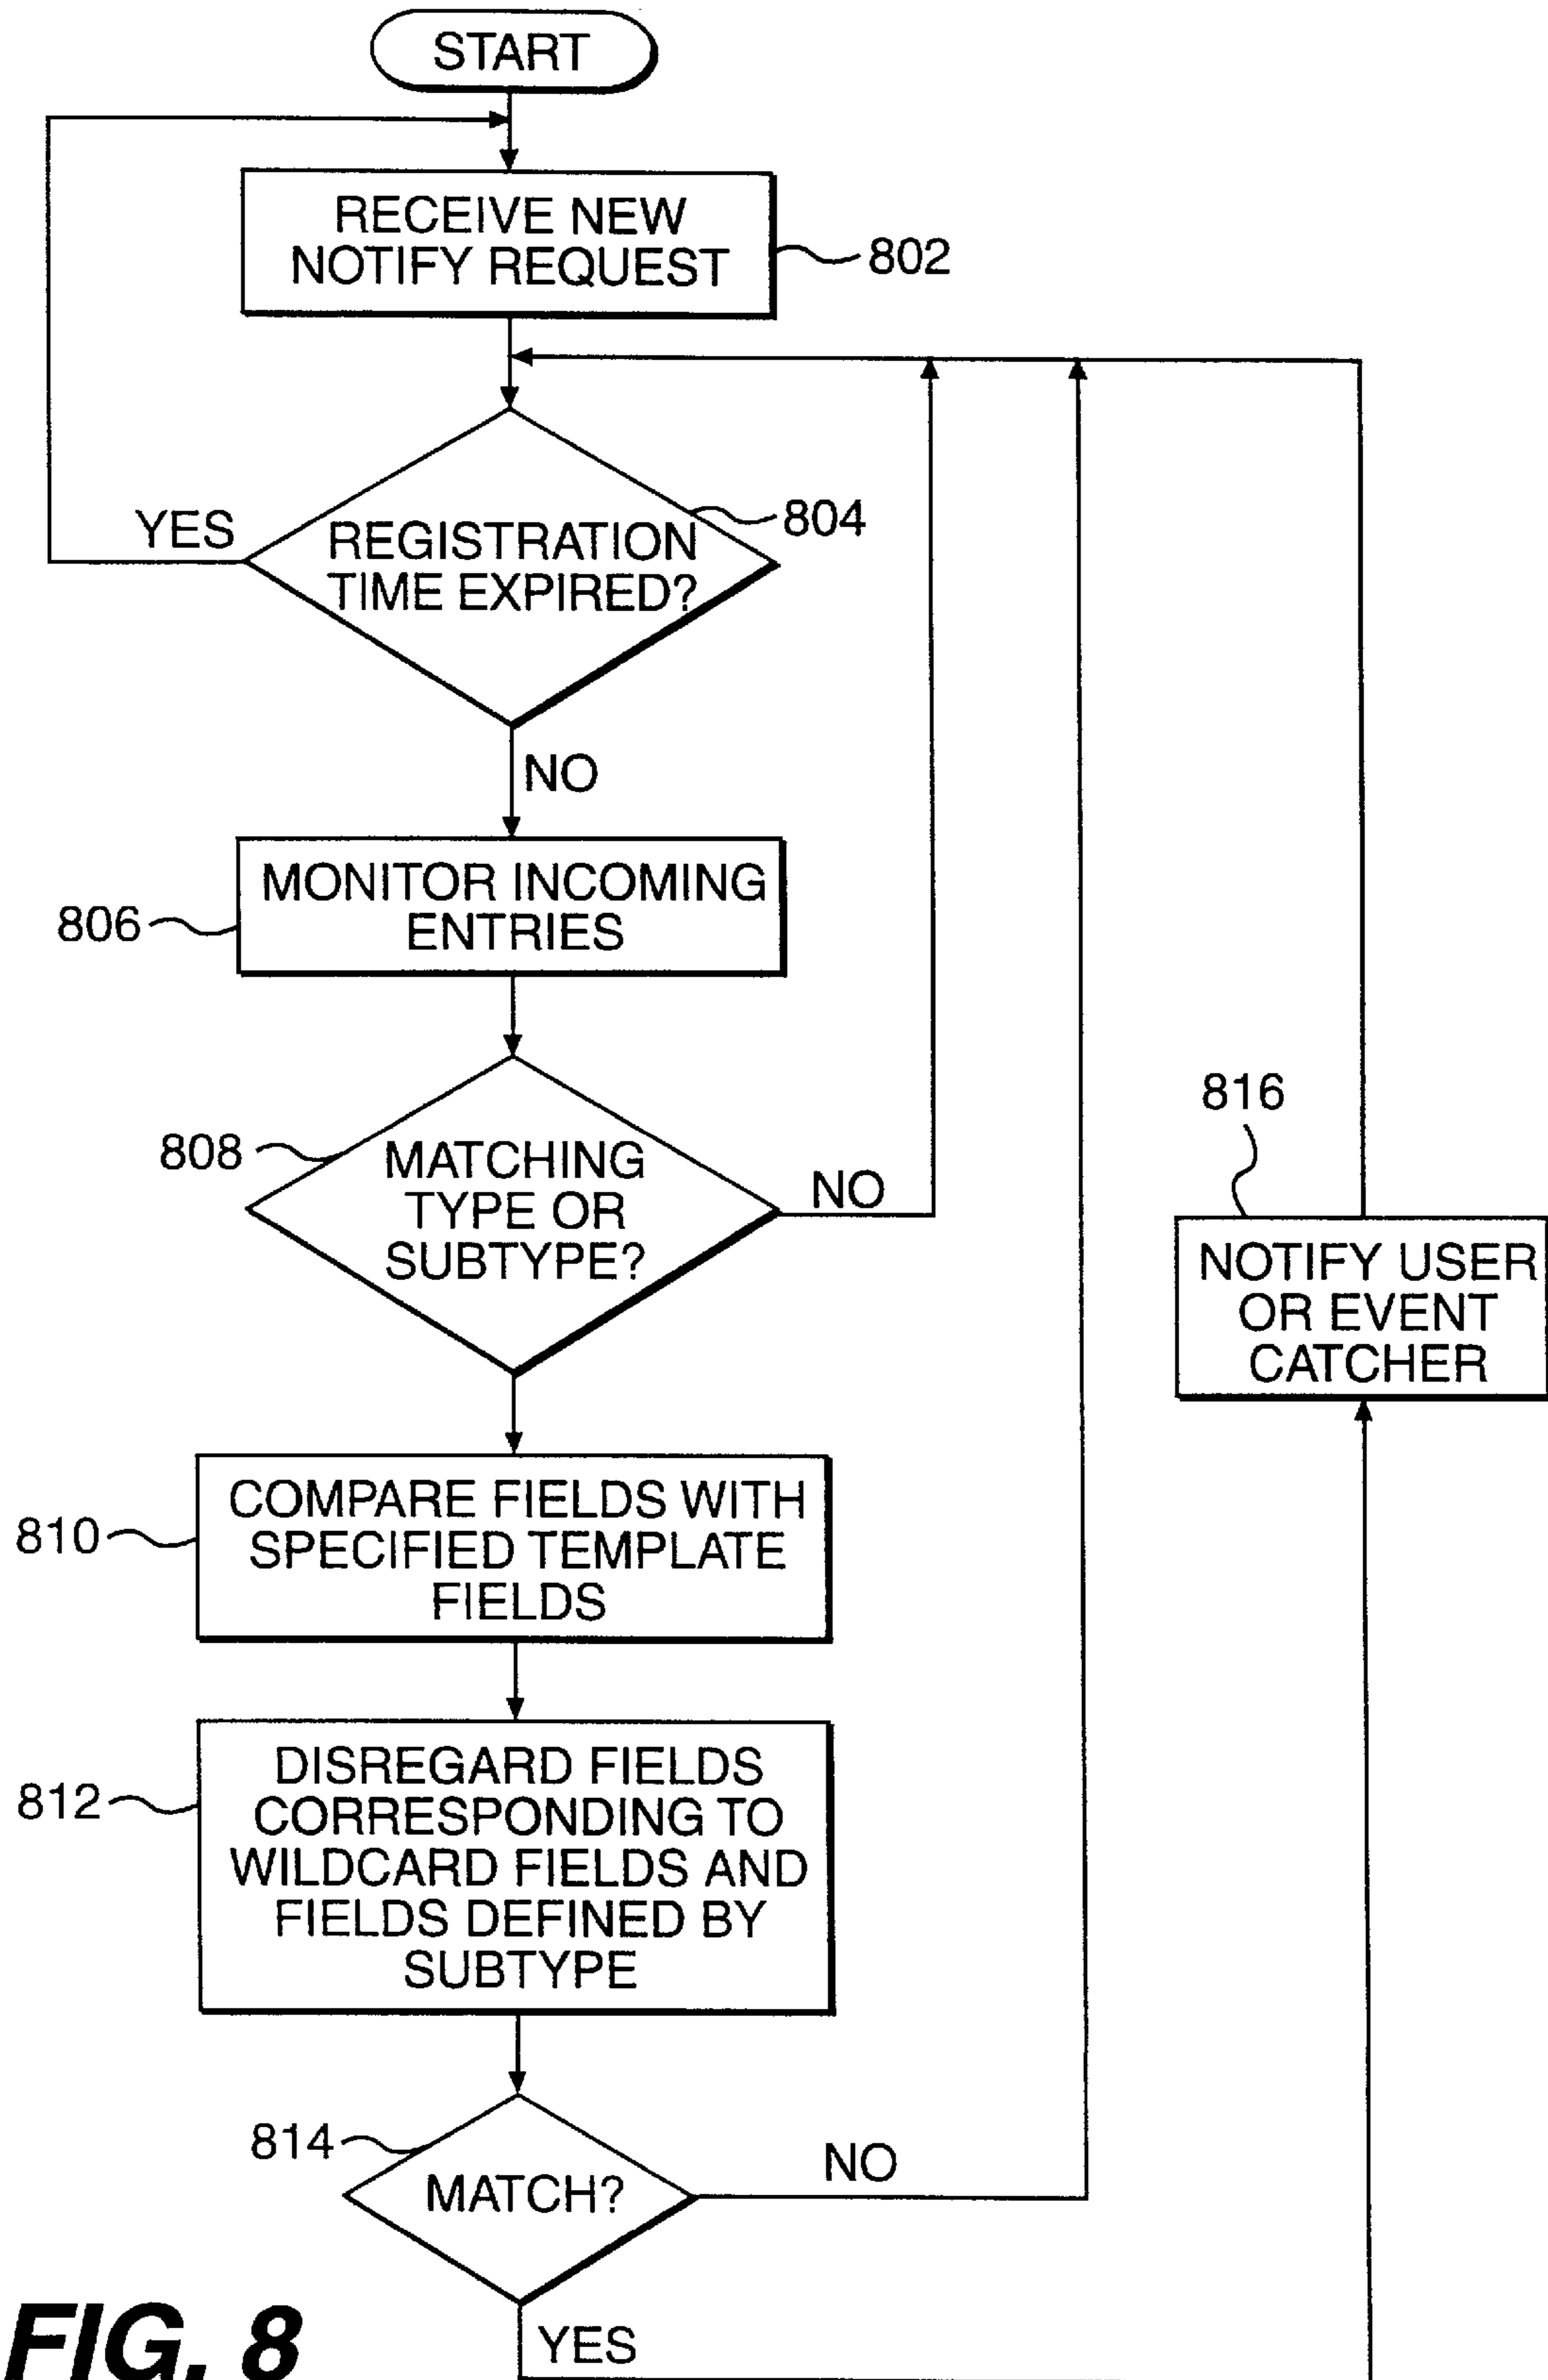 START
RECEIVE NEW
NOTIFY REQUEST
802
REGISTRATION
TIME EXPIRED?
804
YES
NO
MONITOR INCOMING
ENTRIES
806
MATCHING
TYPE OR
SUBTYPE?
808
NO
816
NOTIFY USER
OR EVENT
CATCHER
COMPARE FIELDS WITH
SPECIFIED TEMPLATE
FIELDS
810
DISREGARD FIELDS
CORRESPONDING TO
WILDCARD FIELDS AND
FIELDS DEFINED BY
SUBTYPE
812
814
MATCH?
NO
YES
FIG. 8